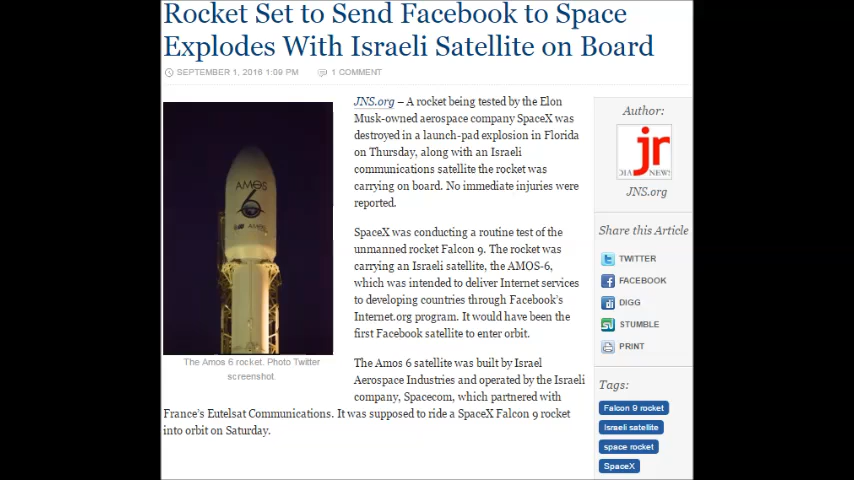 Rocket Set to Send Facebook to Space
Explodes With Israeli Satellite on Board
SEPTEMBER 1, 2016 1:09 PM
1 COMMENT
AMOS
6
AMOS
The Amos 6 rocket. Photo Twitter
screenshot.
JNS.org – A rocket being tested by the Elon
Musk-owned aerospace company SpaceX was
destroyed in a launch-pad explosion in Florida
on Thursday, along with an Israeli
communications satellite the rocket was
carrying on board. No immediate injuries were
reported.
SpaceX was conducting a routine test of the
unmanned rocket Falcon 9. The rocket was
carrying an Israeli satellite, the AMOS-6,
which was intended to deliver Internet services
to developing countries through Facebook's
Internet.org program. It would have been the
first Facebook satellite to enter orbit.
The Amos 6 satellite was built by Israel
Aerospace Industries and operated by the Israeli
company, Spacecom, which partnered with
France's Eutelsat Communications. It was supposed to ride a SpaceX Falcon 9 rocket
into orbit on Saturday.
Author:
jr
NEWS
JNS.org
Share this Article
TWITTER
FACEBOOK
DIGG
STUMBLE
PRINT
Tags:
Falcon 9 rocket
Israeli satellite
space rocket
SpaceX